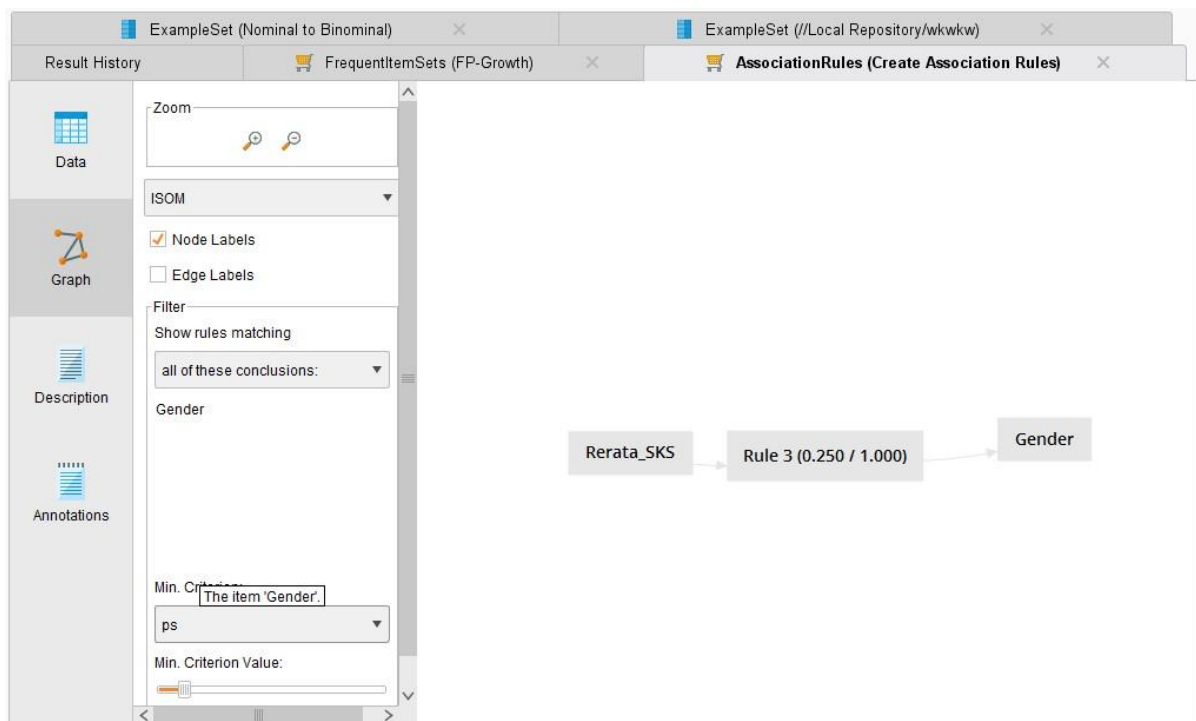 ExampleSet (Nominal to Binominal)
ExampleSet (//Local Repository/wkwkw)
Result History
FrequentItemSets (FP-Growth)
AssociationRules (Create Association Rules)
Data
Graph
Description
Annotations
Zoom
ISOM
Node Labels
Edge Labels
Filter
Show rules matching
all of these conclusions:
Gender
Min. Criterion:
The item 'Gender'.
ps
Min. Criterion Value:
Rerata_SKS
Rule 3 (0.250 / 1.000)
Gender